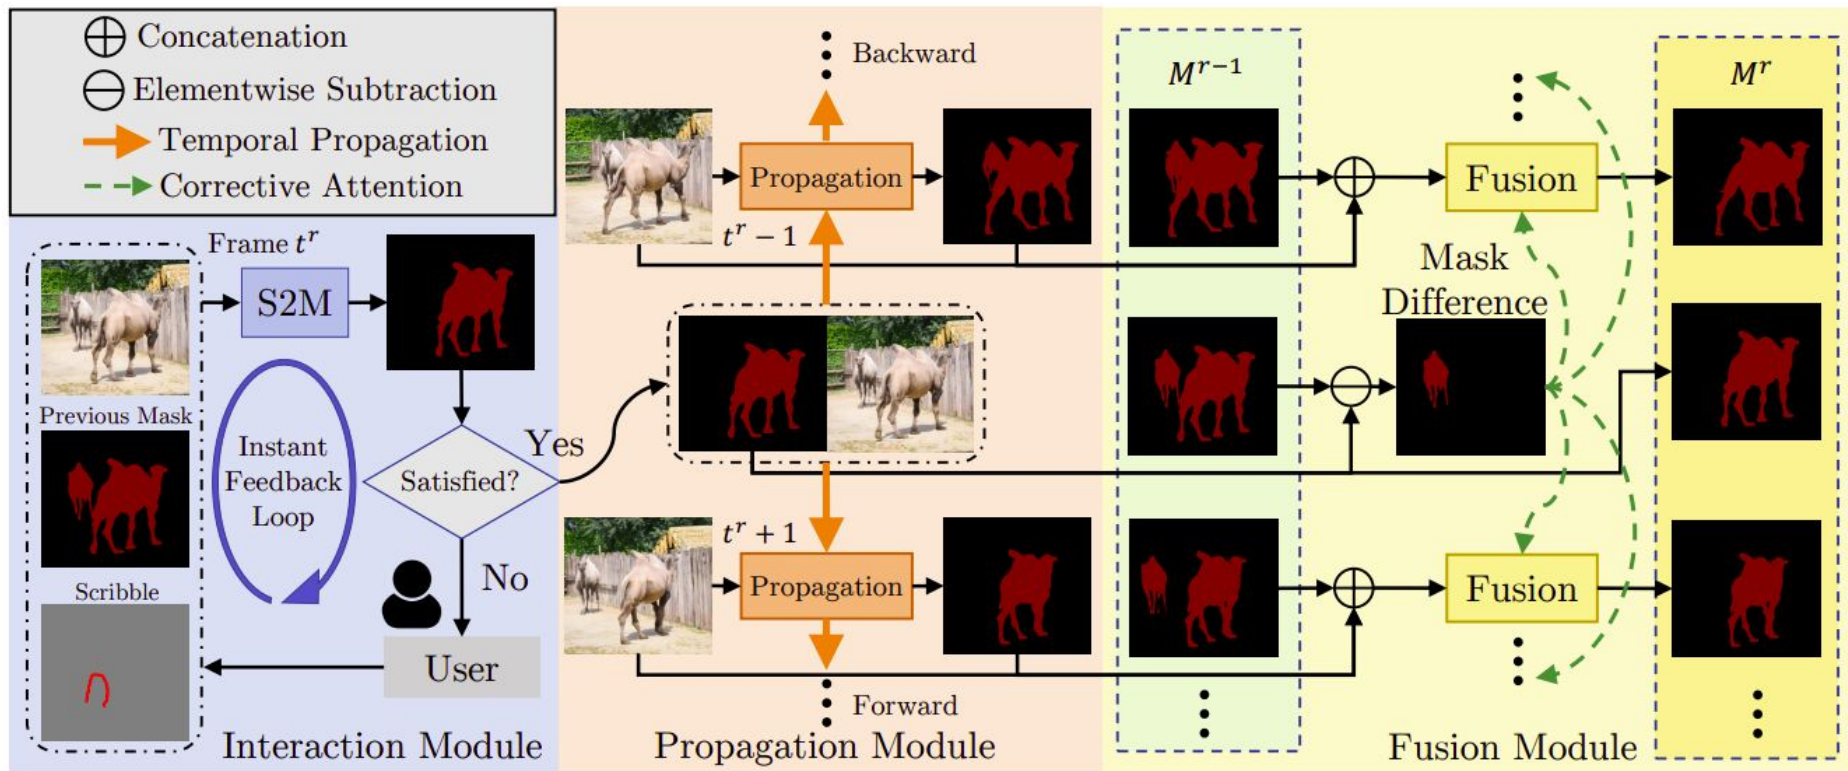 Concatenation
Elementwise Subtraction
Temporal Propagation
Corrective Attention
Frame t^r
S2M
Previous Mask
Instant
Feedback
Loop
Scribble
Satisfied?
Yes
No
User
Interaction Module
Backward
Propagation
t^r − 1
t^r + 1
Propagation
Forward
Propagation Module
M^{r−1}
Fusion
Mask
Difference
Fusion
M^r
Fusion Module